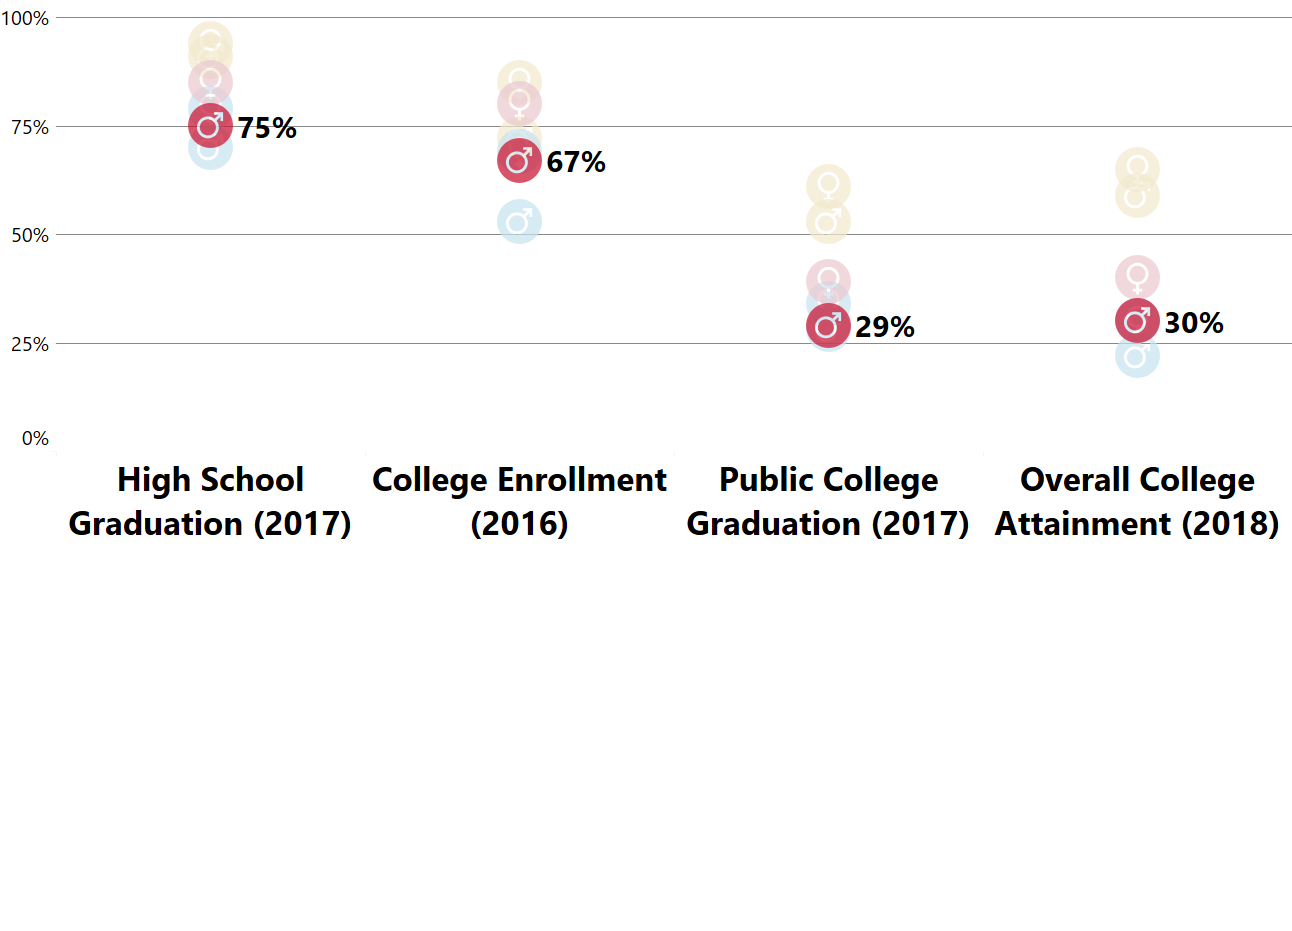 100%
75%
75%
67%
50%
29%
30%
25%
0%
High School
Graduation (2017)
College Enrollment
(2016)
Public College
Graduation (2017)
Overall College
Attainment (2018)